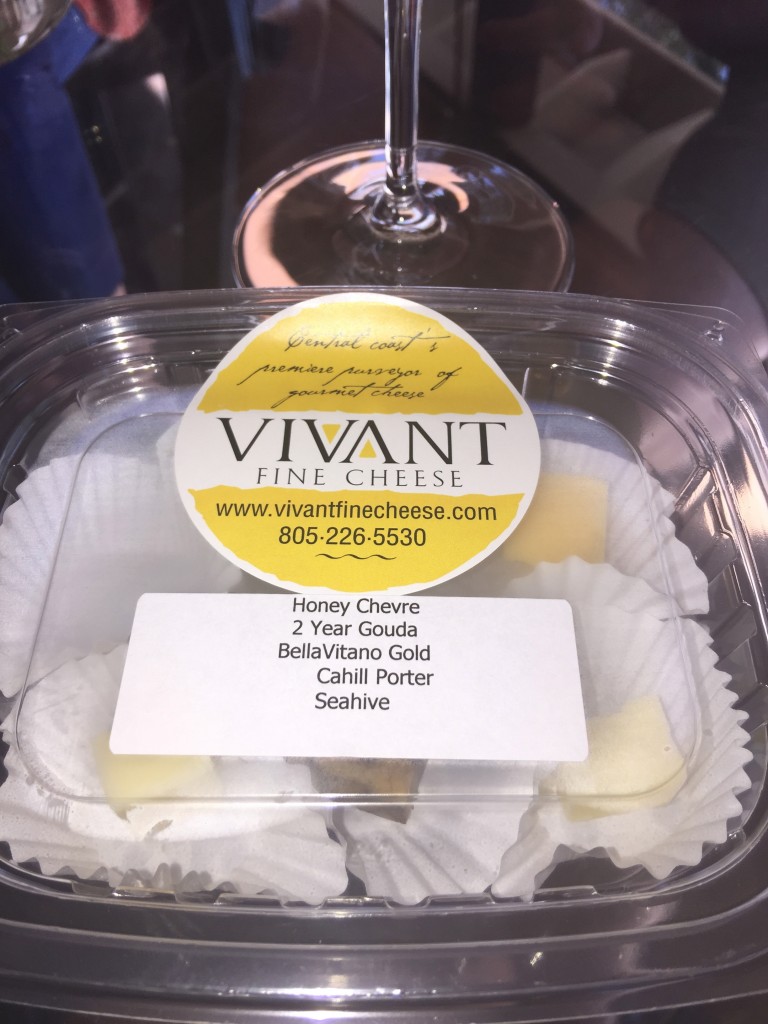 Central coast's
premiere purveyor of
gourmet cheese
VIVANT
FINE CHEESE
www.vivantfinecheese.com
805·226·5530
Honey Chevre
2 Year Gouda
BellaVitano Gold
Cahill Porter
Seahive